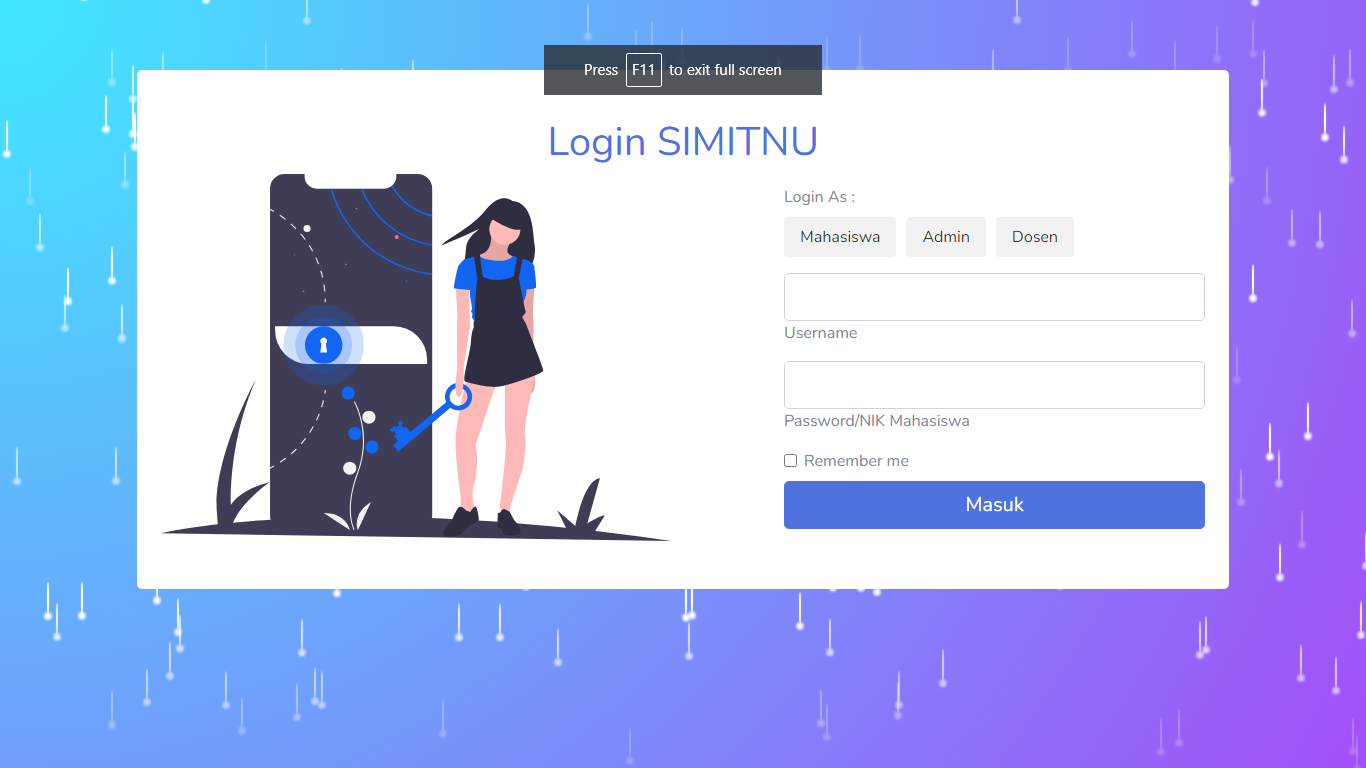 Press F11 to exit full screen
Login SIMITNU
Login As :
Mahasiswa Admin Dosen
Username
Password/NIK Mahasiswa
Remember me
Masuk